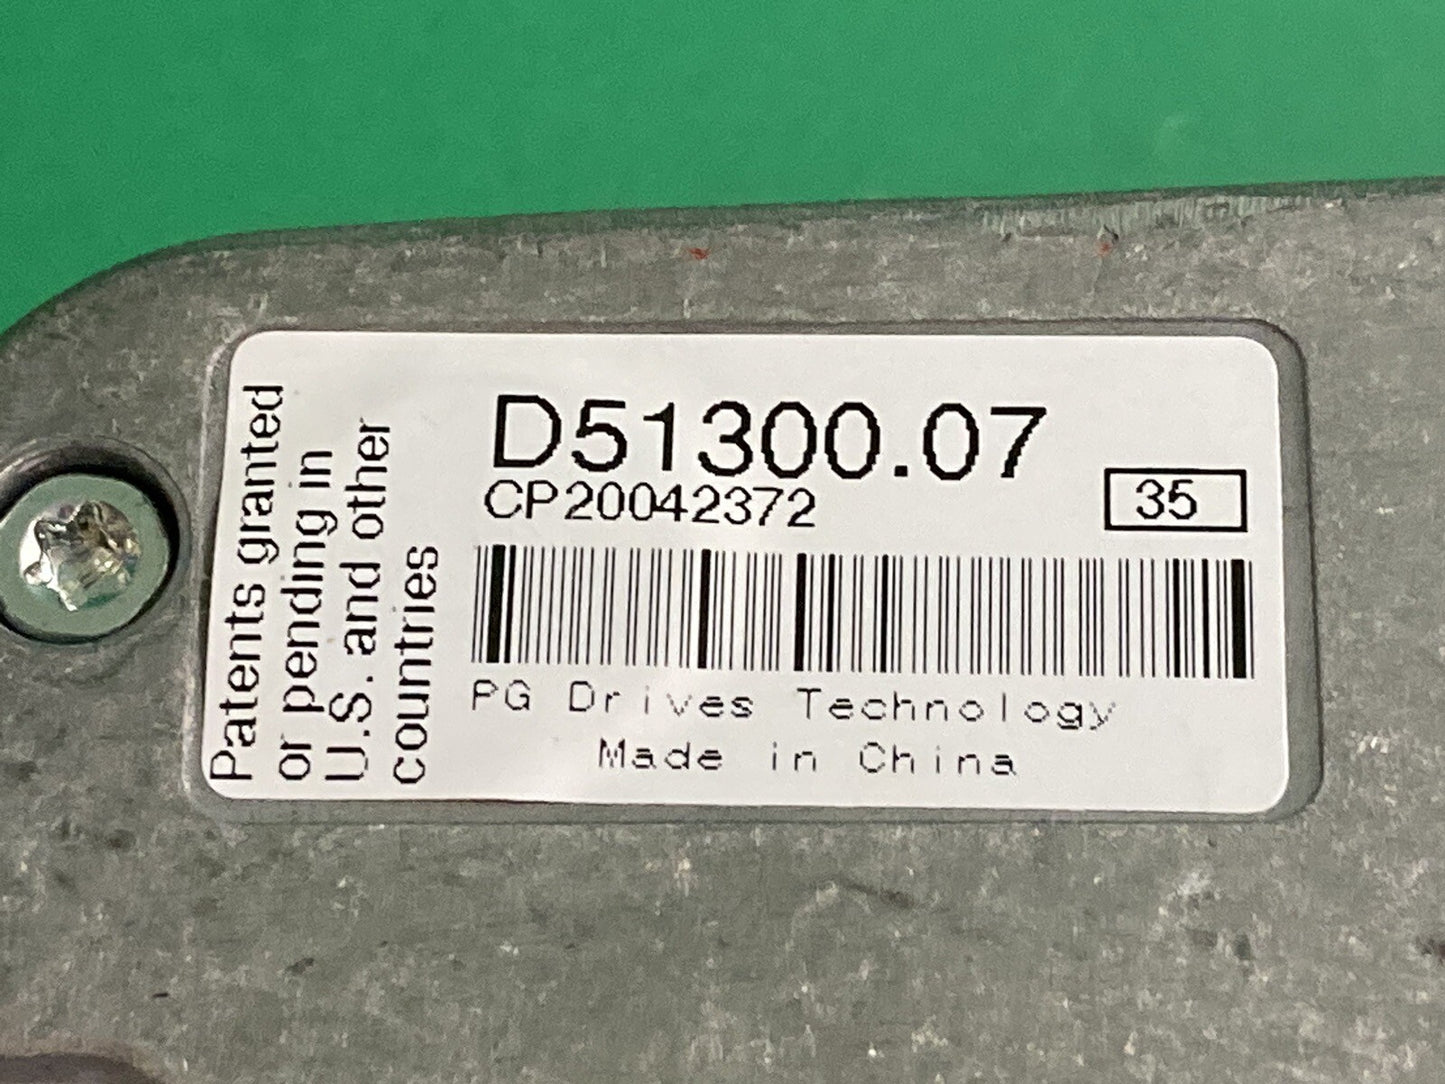 Patents granted
or pending in
U.S. and other
countries
D51300.07
CP20042372
35
PG Drives Technology
Made in China